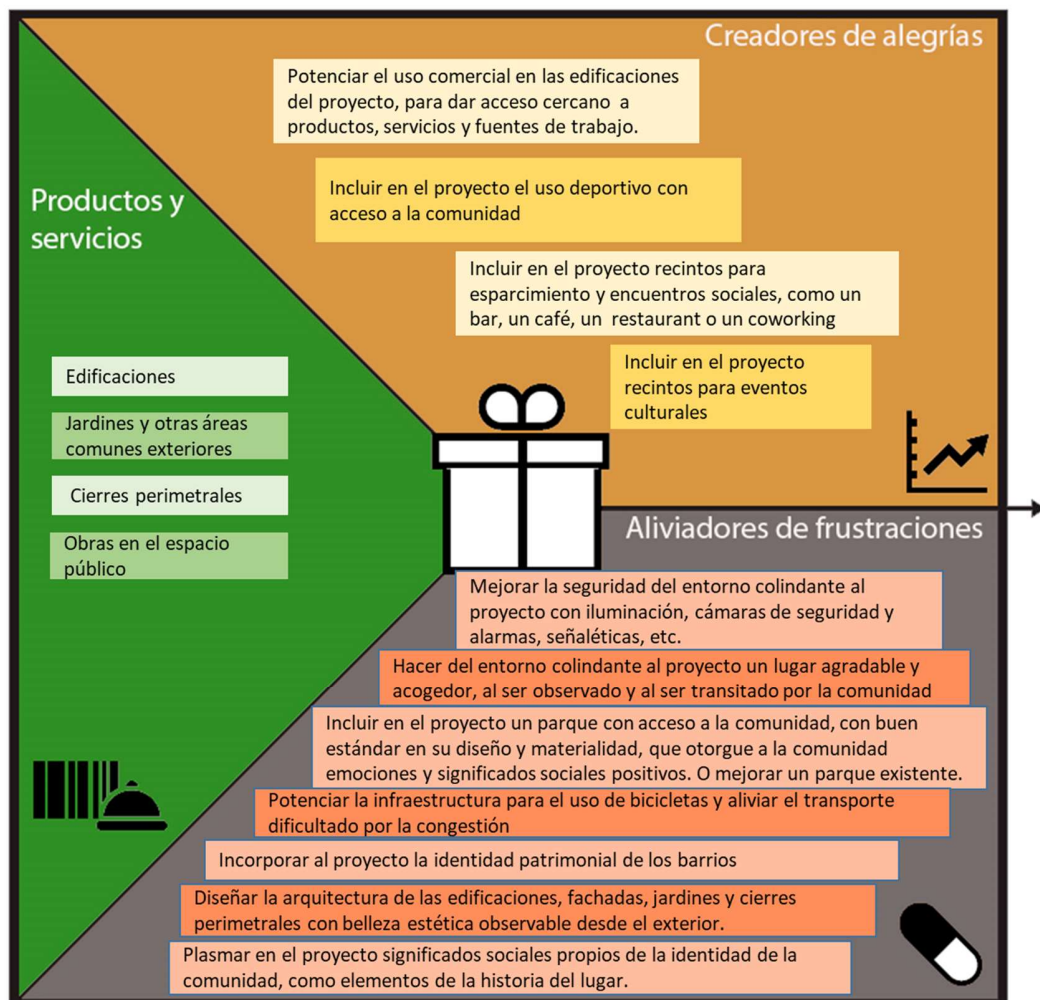 Creadores de alegrías
Potenciar el uso comercial en las edificaciones
del proyecto, para dar acceso cercano a
productos, servicios y fuentes de trabajo.
Incluir en el proyecto el uso deportivo con
acceso a la comunidad
Incluir en el proyecto recintos para
esparcimiento y encuentros sociales, como un
bar, un café, un restaurant o un coworking
Incluir en el proyecto
recintos para eventos
culturales
Productos y
servicios
Edificaciones
Jardines y otras áreas
comunes exteriores
Cierres perimetrales
Obras en el espacio
público
Aliviadores de frustraciones
Mejorar la seguridad del entorno colindante al
proyecto con iluminación, cámaras de seguridad y
alarmas, señaléticas, etc.
Hacer del entorno colindante al proyecto un lugar agradable y
acogedor, al ser observado y al ser transitado por la comunidad
Incluir en el proyecto un parque con acceso a la comunidad, con buen
estándar en su diseño y materialidad, que otorgue a la comunidad
emociones y significados sociales positivos. O mejorar un parque existente.
Potenciar la infraestructura para el uso de bicicletas y aliviar el transporte
dificultado por la congestión
Incorporar al proyecto la identidad patrimonial de los barrios
Diseñar la arquitectura de las edificaciones, fachadas, jardines y cierres
perimetrales con belleza estética observable desde el exterior.
Plasmar en el proyecto significados sociales propios de la identidad de la
comunidad, como elementos de la historia del lugar.